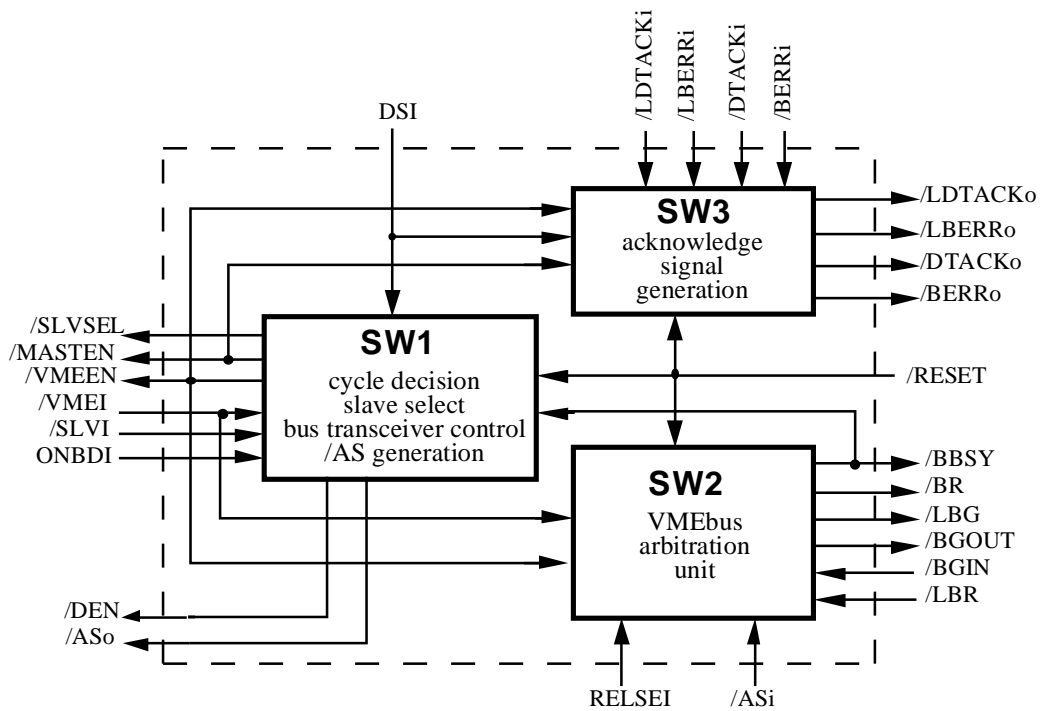 /LDTACKi
/LBERRi
/DTACKi
/BERRi
DSI
SW3
acknowledge
signal
generation
/LDTACKo
/LBERRo
/DTACKo
/BERRo
/SLVSEL
/MASTEN
/VMEEN
/VMEI
/SLVI
ONBDI
SW1
cycle decision
slave select
bus transceiver control
/AS generation
/RESET
SW2
VMEbus
arbitration
unit
/BBSY
/BR
/LBG
/BGOUT
/BGIN
/LBR
/DEN
/ASo
RELSEI
/ASi